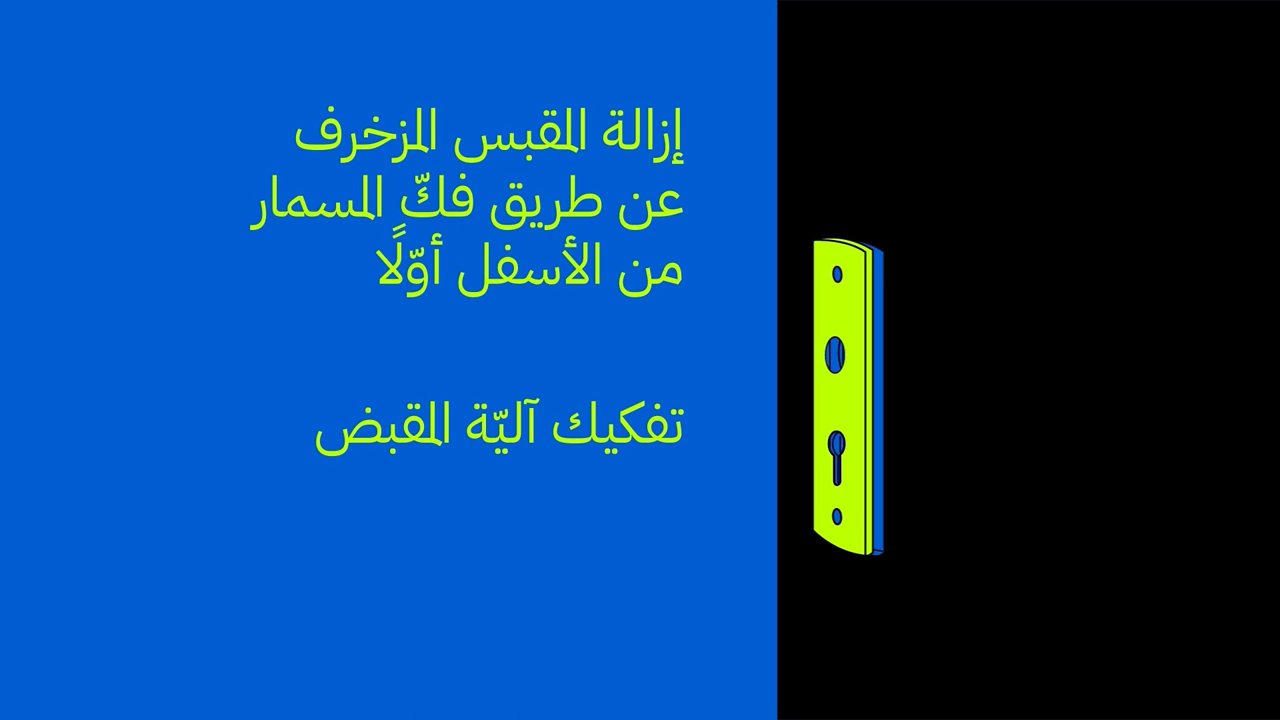 إزالة المقبس المزخرف
عن طريق فكّ المسمار
من الأسفل أوّلًا
تفكيك آليّة المقبض